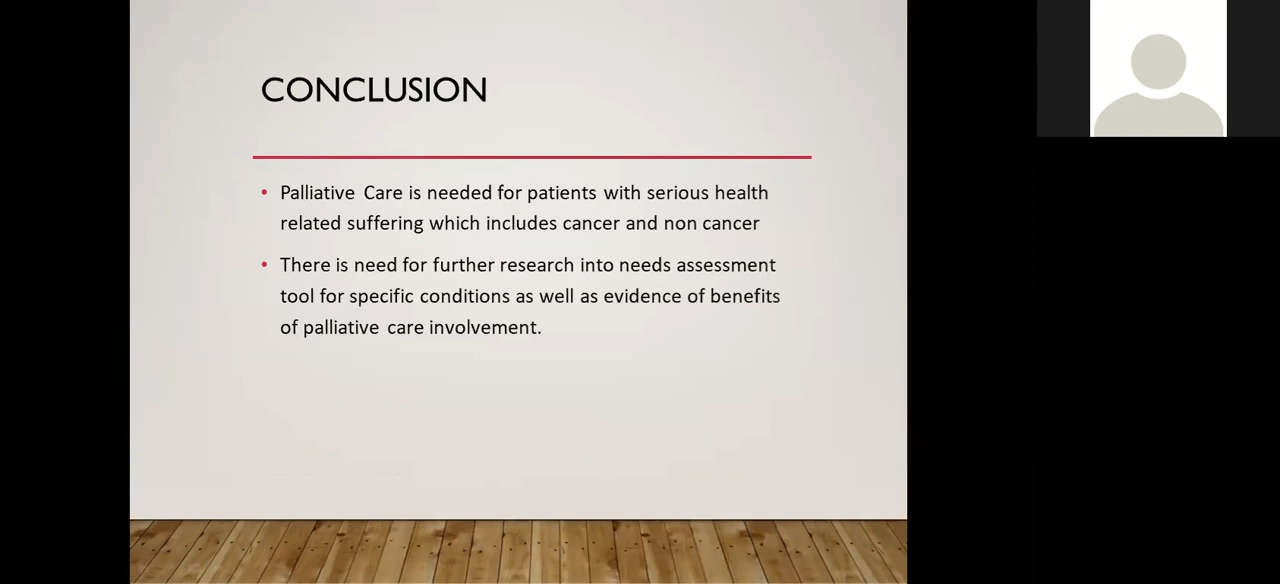 CONCLUSION
• Palliative Care is needed for patients with serious health
related suffering which includes cancer and non cancer
• There is need for further research into needs assessment
tool for specific conditions as well as evidence of benefits
of palliative care involvement.